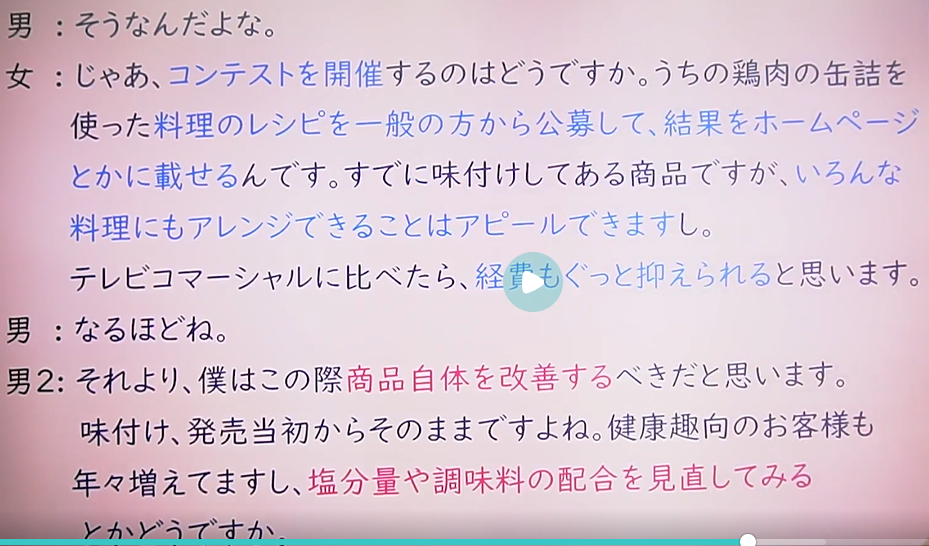 男 : そうなんだよな。
女 : じゃあ、コンテストを開催するのはどうですか。うちの鶏肉の缶詰を
使った料理のレシピを一般の方から公募して、結果をホームページ
とかに載せるんです。すでに味付けしてある商品ですが、いろんな
料理にもアレンジできることはアピールできますし。
テレビコマーシャルに比べたら、経費もぐっと抑えられると思います。
男 : なるほどね。
男2: それより、僕はこの際商品自体を改善するべきだと思います。
味付け、発売当初からそのままですよね。健康趣向のお客様も
年々増えてますし、塩分量や調味料の配合を見直してみる
とかどうですか。